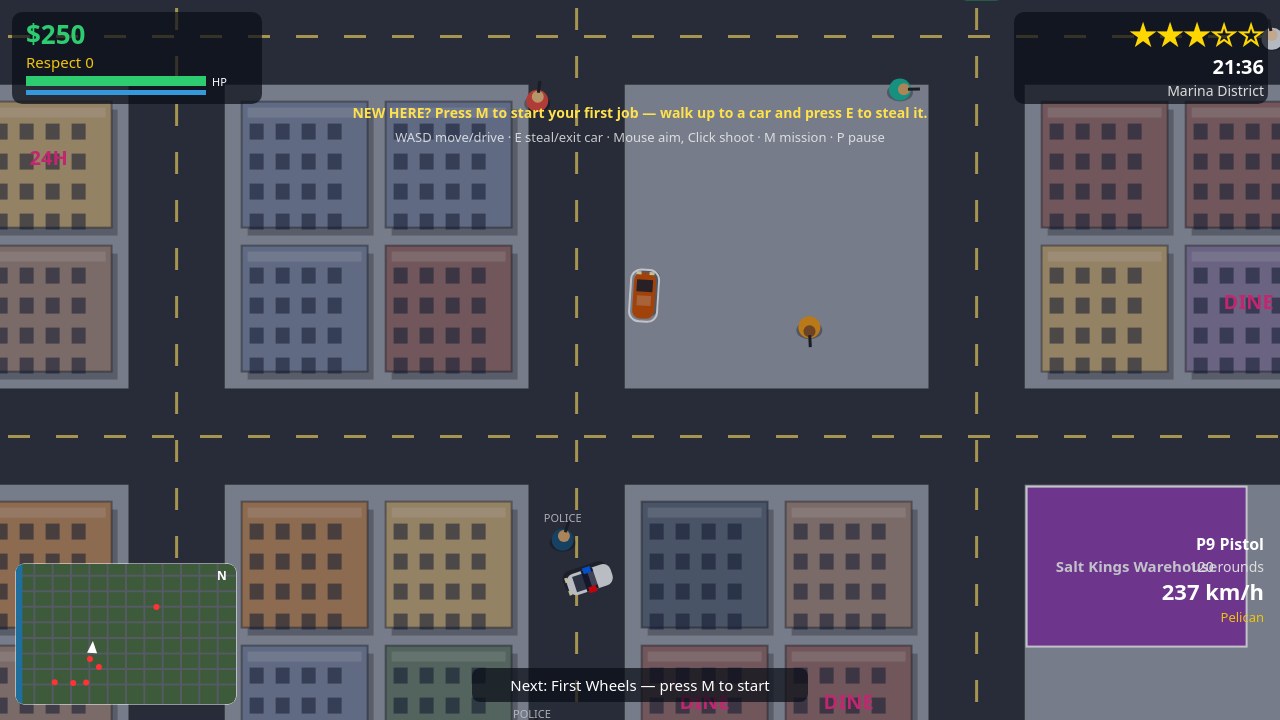 $250
Respect 0
HP
★★★☆☆
21:36
Marina District
NEW HERE? Press M to start your first job — walk up to a car and press E to steal it.
WASD move/drive · E steal/exit car · Mouse aim, Click shoot · M mission · P pause
24H
DINE
POLICE
P9 Pistol
Salt Kings Warehouse
rounds
237 km/h
Pelican
N
Next: First Wheels — press M to start
DINE
DINE
POLICE